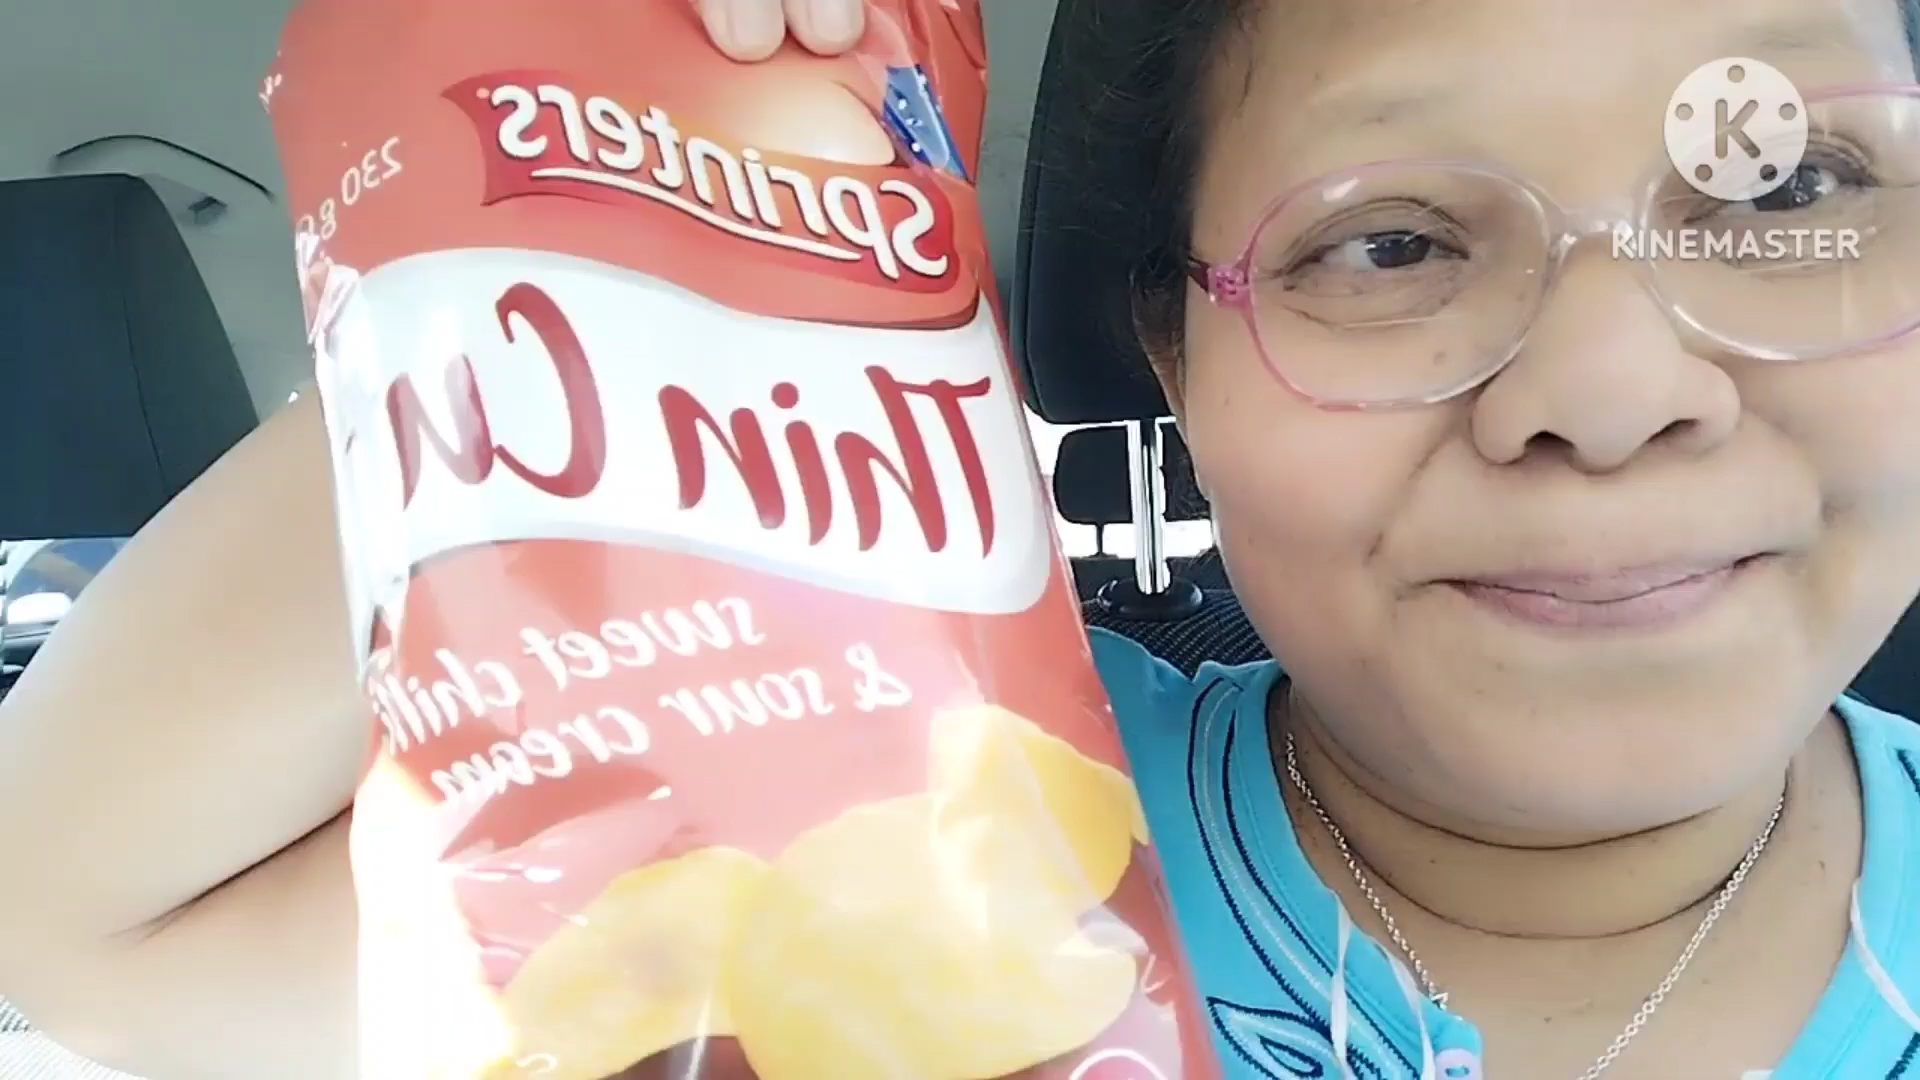 Sprinters
230 g
Thin Cu
sweet chilli
& sour cream
K
KINEMASTER